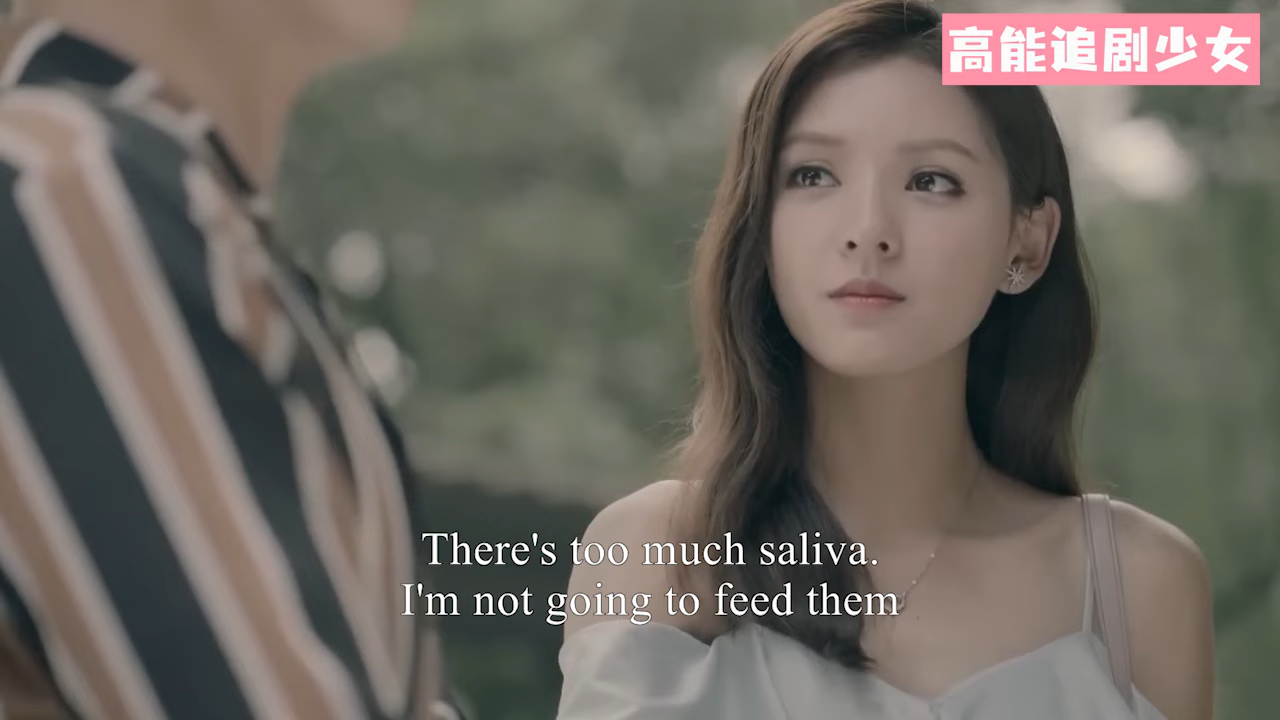 高能追剧少女
There's too much saliva.
I'm not going to feed them